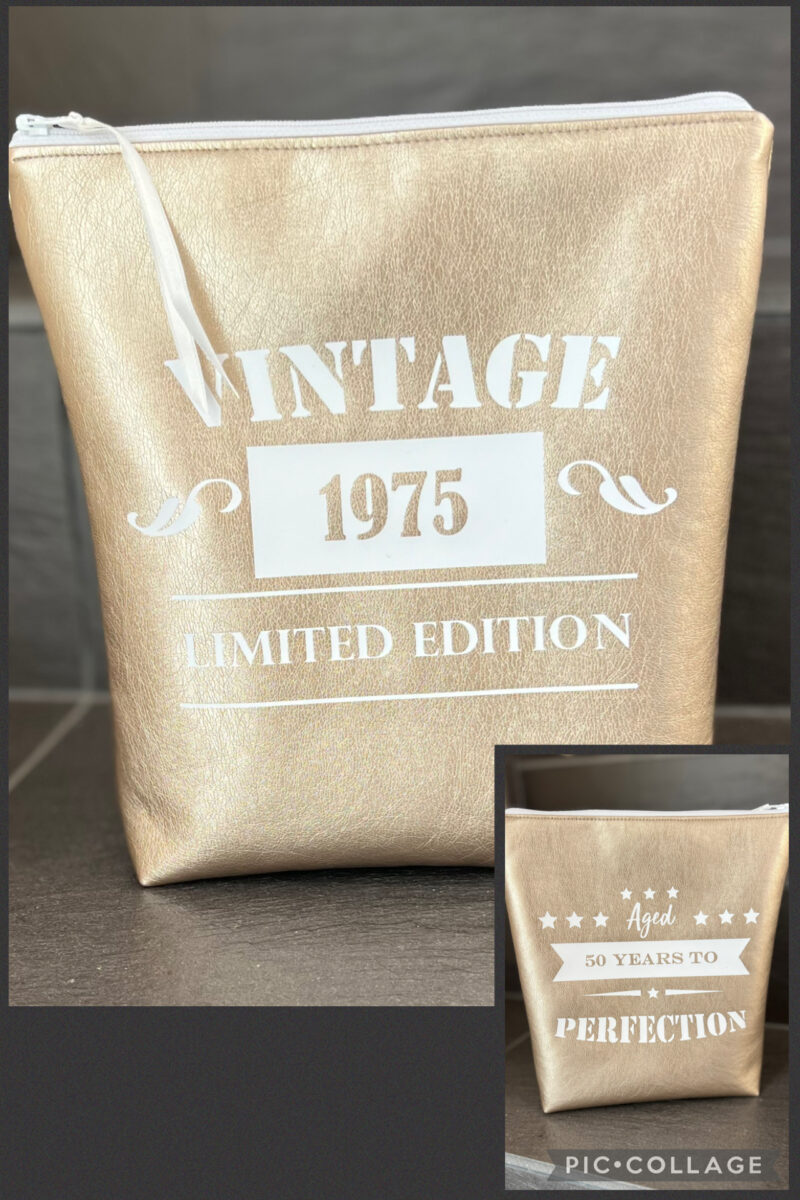 VINTAGE
1975
LIMITED EDITION
Aged
50 YEARS TO
PERFECTION
PIC•COLLAGE